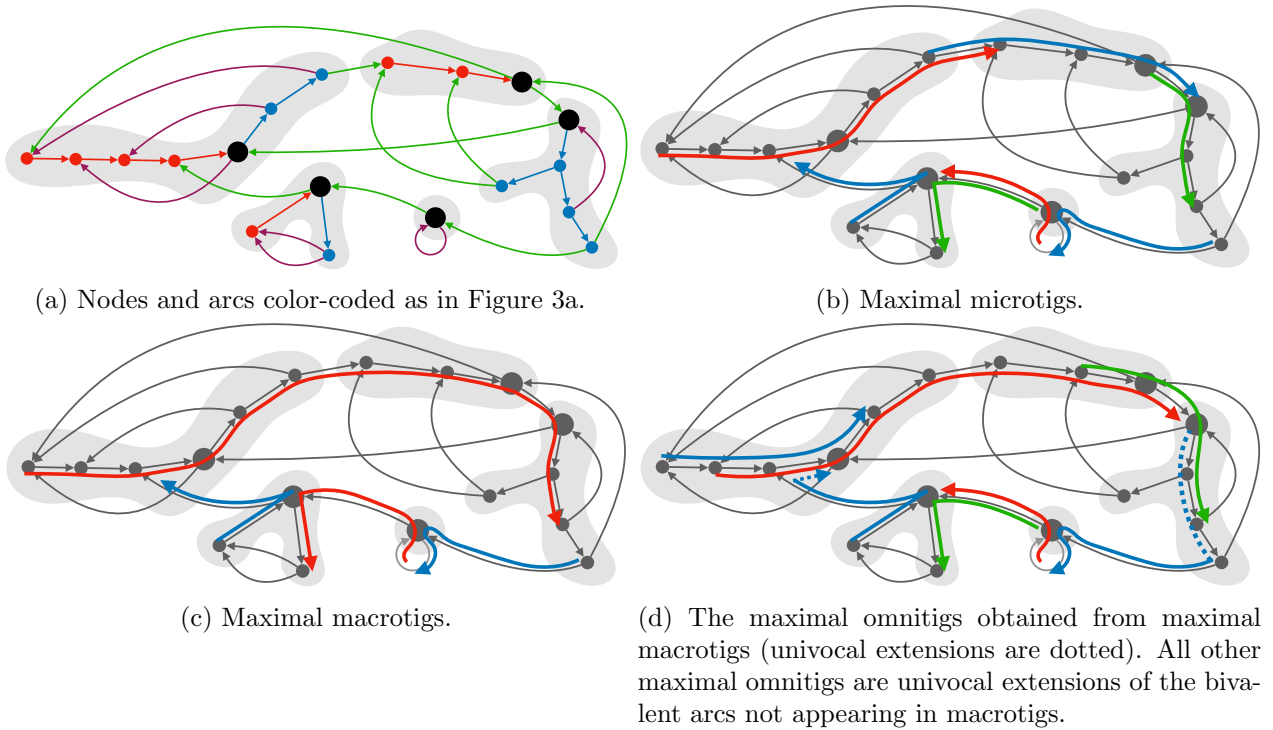 (a) Nodes and arcs color-coded as in Figure 3a.
(b) Maximal microtigs.
(c) Maximal macrotigs.
(d) The maximal omnitigs obtained from maximal
macrotigs (univocal extensions are dotted). All other
maximal omnitigs are univocal extensions of the biva-
lent arcs not appearing in macrotigs.